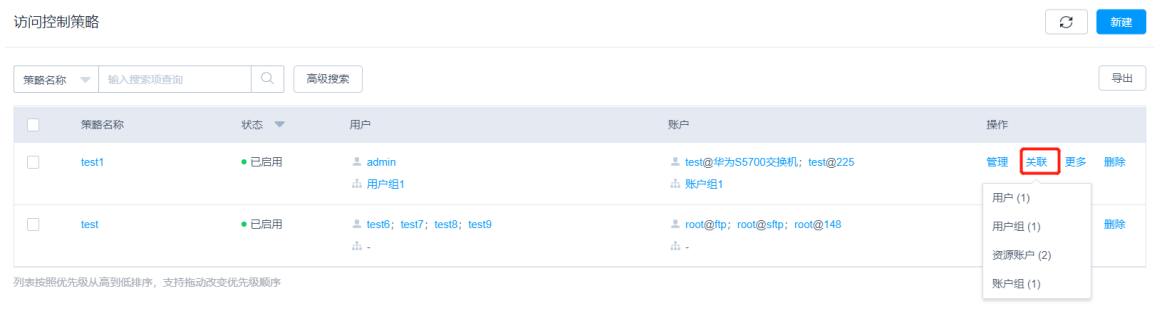 访问控制策略
新建
策略名称 输入搜索项查询 高级搜索 导出
策略名称 状态 用户 账户 操作
test1 已启用 admin test@华为S5700交换机；test@225 管理 关联 更多 删除
用户组1 账户组1
用户 (1)
test 已启用 test6；test7；test8；test9 root@ftp；root@sftp；root@148 用户组 (1) 删除
- -
资源账户 (2)
列表按照优先级从高到低排序，支持拖动改变优先级顺序 账户组 (1)